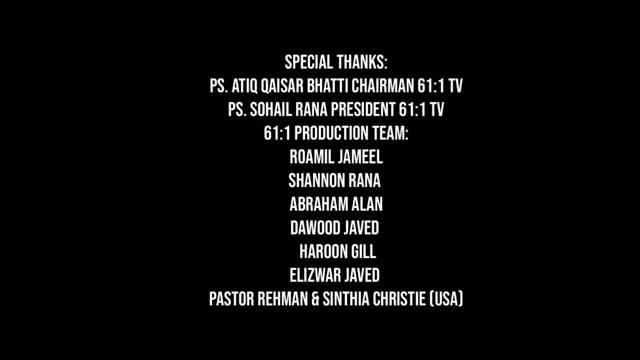 SPECIAL THANKS:
PS. ATIQ QAISAR BHATTI CHAIRMAN 61:1 TV
PS. SOHAIL RANA PRESIDENT 61:1 TV
61:1 PRODUCTION TEAM:
ROAMIL JAMEEL
SHANNON RANA
ABRAHAM ALAN
DAWOOD JAVED
HAROON GILL
ELIZWAR JAVED
PASTOR REHMAN & SINTHIA CHRISTIE (USA)